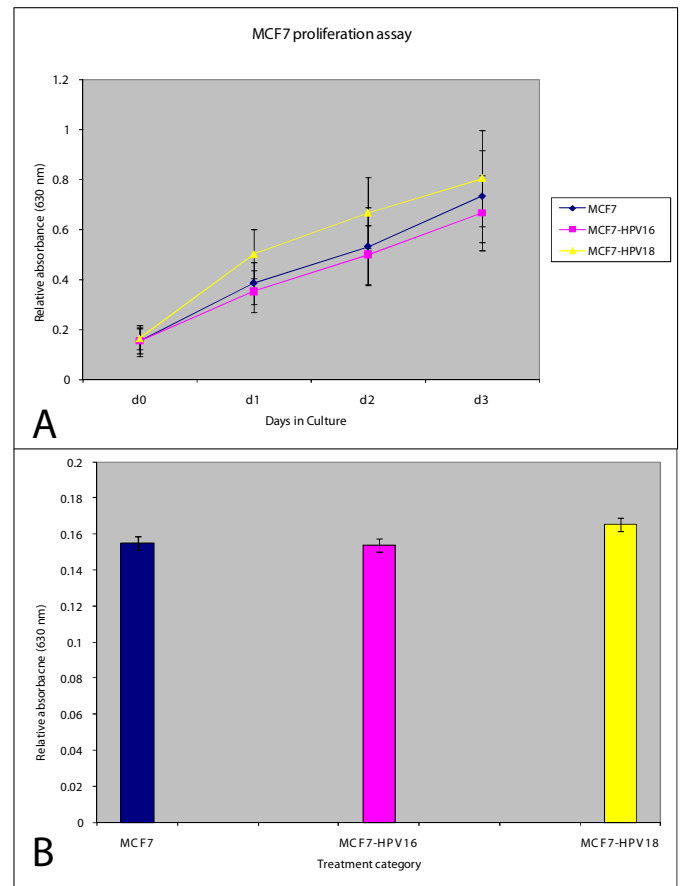 MCF7 proliferation assay
1.2
1
0.8
0.6
0.4
0.2
0
Relative absorbance (630 nm)
d0 d1 d2 d3
Days in Culture
MCF7
MCF7-HPV16
MCF7-HPV18
A
0.2
0.18
0.16
0.14
0.12
0.1
0.08
0.06
0.04
0.02
0
Relative absorbacne (630 nm)
MCF7 MCF7-HPV16 MCF7-HPV18
Treatment category
B